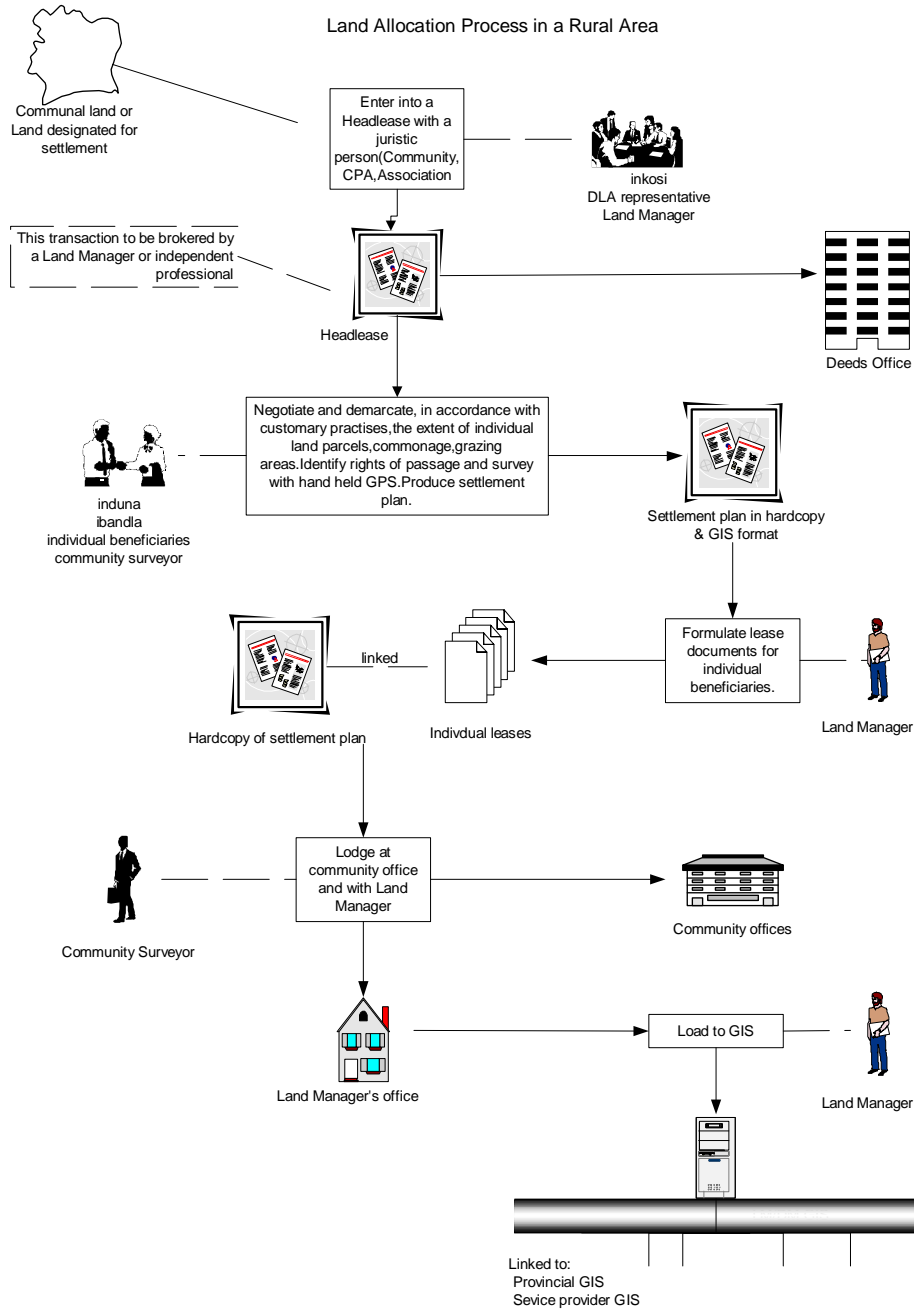 Land Allocation Process in a Rural Area
Communal land or
Land designated for
settlement
Enter into a
Headlease with a
juristic
person(Community,
CPA,Association
inkosi
DLA representative
Land Manager
This transaction to be brokered by
a Land Manager or independent
professional
Headlease
Deeds Office
Negotiate and demarcate, in accordance with
customary practises,the extent of individual
land parcels,commonage,grazing
areas.Identify rights of passage and survey
with hand held GPS.Produce settlement
plan.
induna
ibandla
individual beneficiaries
community surveyor
Settlement plan in hardcopy
& GIS format
Formulate lease
documents for
individual
beneficiaries.
Land Manager
linked
Hardcopy of settlement plan
Indivdual leases
Lodge at
community office
and with Land
Manager
Community Surveyor
Community offices
Load to GIS
Land Manager's office
Land Manager
Linked to:
Provincial GIS
Sevice provider GIS